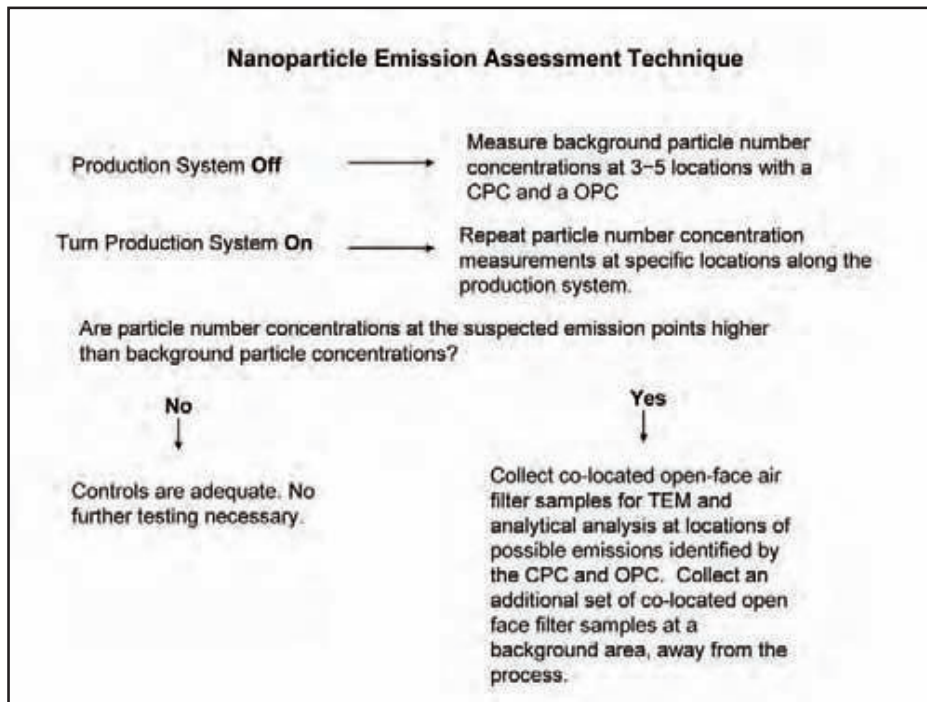 Nanoparticle Emission Assessment Technique
Production System Off
Measure background particle number
concentrations at 3–5 locations with a
CPC and a OPC
Turn Production System On
Repeat particle number concentration
measurements at specific locations along the
production system.
Are particle number concentrations at the suspected emission points higher
than background particle concentrations?
No
Controls are adequate. No
further testing necessary.
Yes
Collect co-located open-face air
filter samples for TEM and
analytical analysis at locations of
possible emissions identified by
the CPC and OPC. Collect an
additional set of co-located open
face filter samples at a
background area, away from the
process.